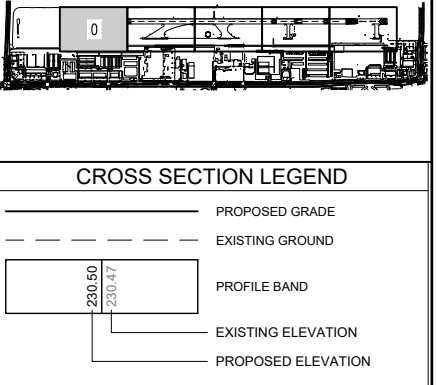 0
CROSS SECTION LEGEND
PROPOSED GRADE
EXISTING GROUND
230.50
230.47
PROFILE BAND
EXISTING ELEVATION
PROPOSED ELEVATION